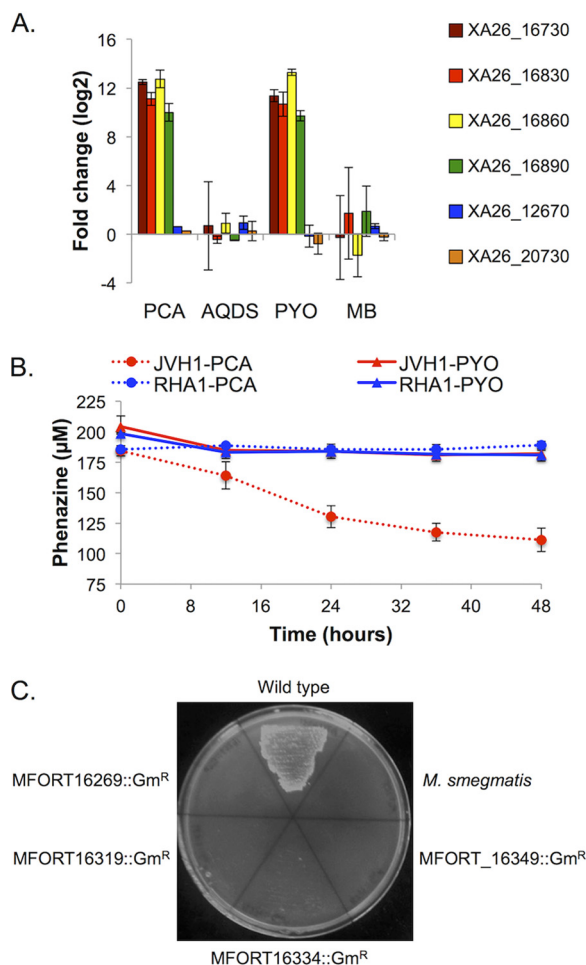 A.
Fold change (log2)
16
12
8
4
0
-4
PCA AQDS PYO MB
XA26_16730
XA26_16830
XA26_16860
XA26_16890
XA26_12670
XA26_20730
B.
JVH1-PCA JVH1-PYO
RHA1-PCA RHA1-PYO
Phenazine (µM)
225
200
175
150
125
100
75
0 8 16 24 32 40 48
Time (hours)
C.
Wild type
MFORT16269::Gmᴿ
M. smegmatis
MFORT16319::Gmᴿ
MFORT_16349::Gmᴿ
MFORT16334::Gmᴿ